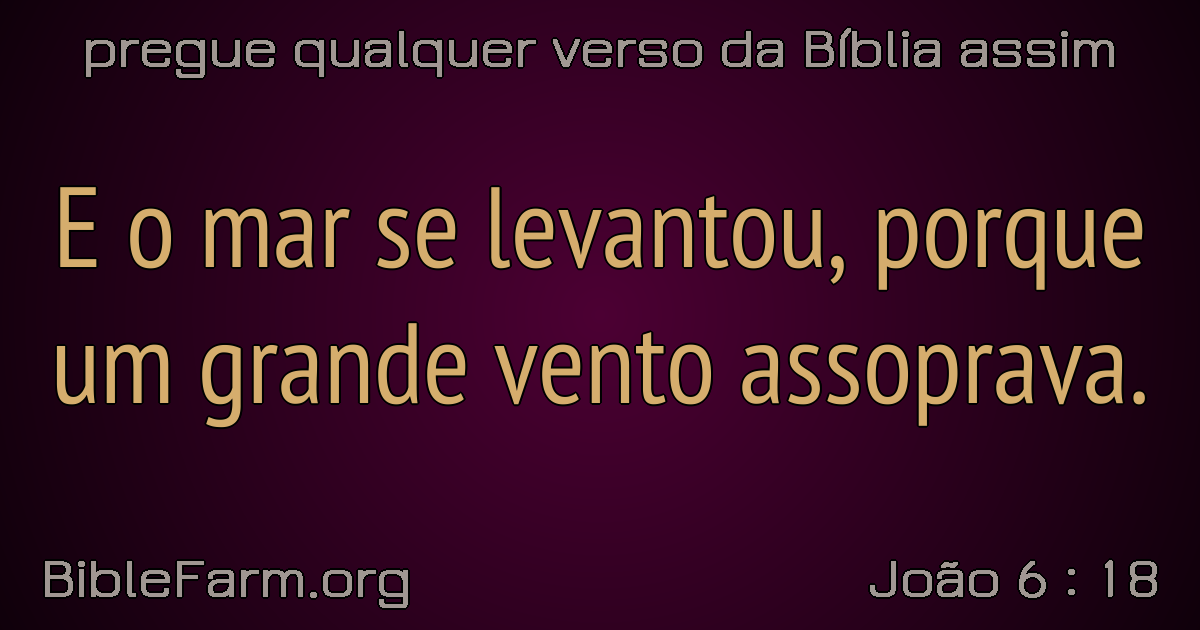 pregue qualquer verso da Bíblia assim
E o mar se levantou, porque
um grande vento assoprava.
BibleFarm.org
João 6 : 18